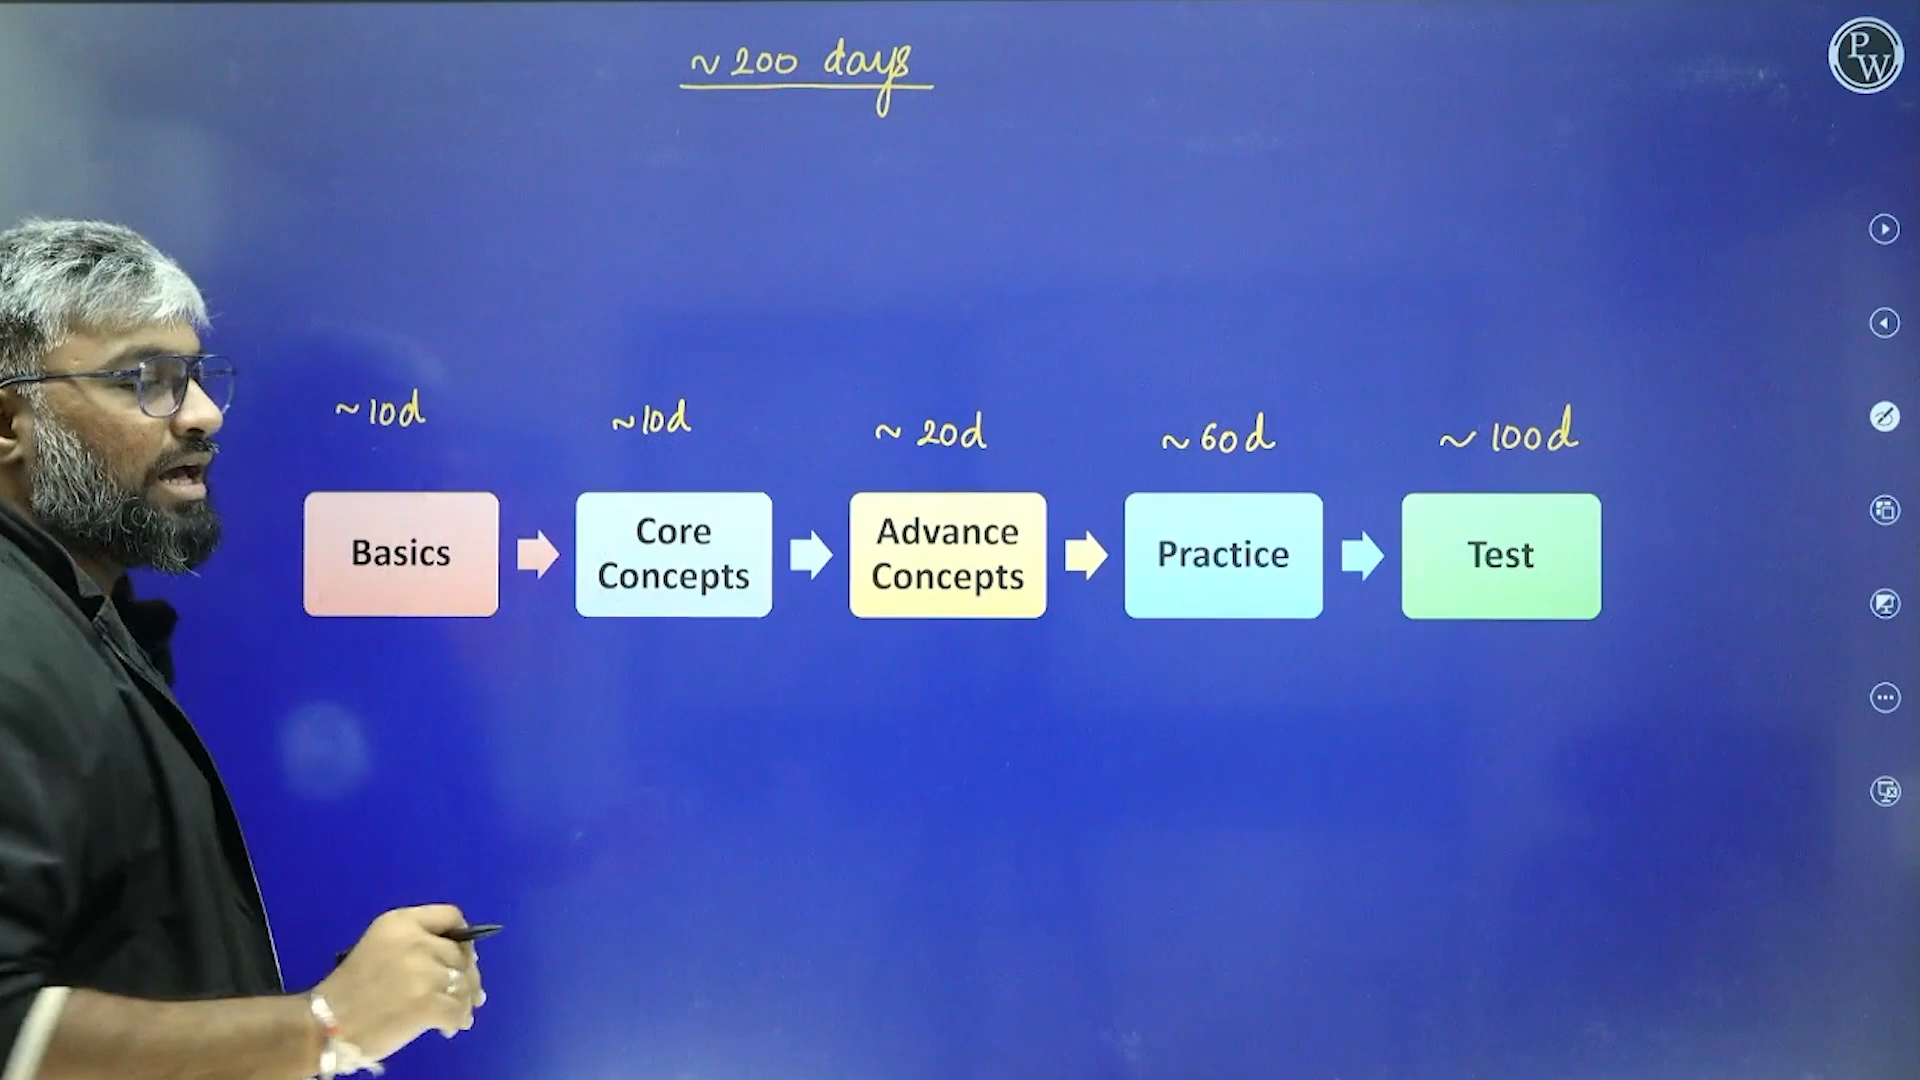 ~ 200 days
PW
~10d
~10d
~ 20d
~ 60d
~ 100d
Basics
Core
Concepts
Advance
Concepts
Practice
Test